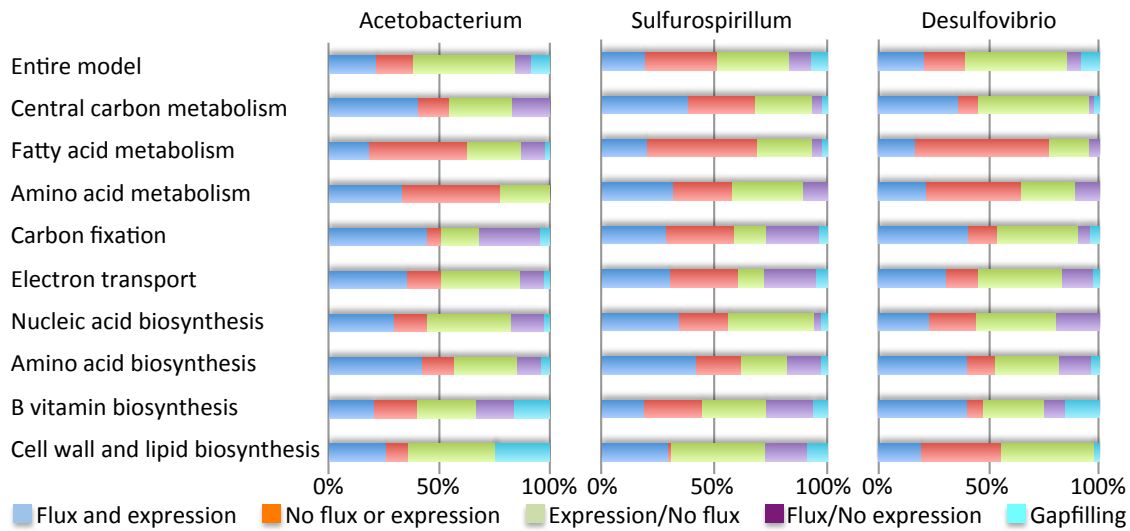 Acetobacterium Sulfurospirillum Desulfovibrio
Entire model
Central carbon metabolism
Fatty acid metabolism
Amino acid metabolism
Carbon fixation
Electron transport
Nucleic acid biosynthesis
Amino acid biosynthesis
B vitamin biosynthesis
Cell wall and lipid biosynthesis
0% 50% 100% 0% 50% 100% 0% 50% 100%
Flux and expression No flux or expression Expression/No flux Flux/No expression Gapfilling